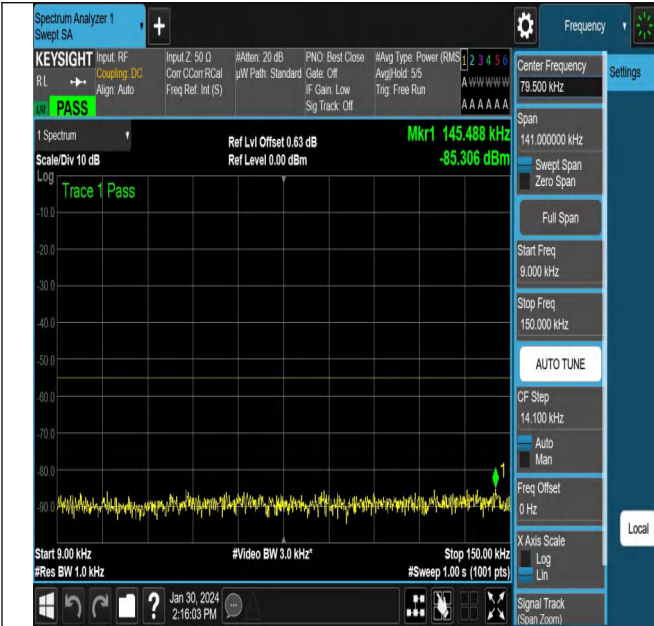 Spectrum Analyzer 1
Swept SA
+
Frequency
KEYSIGHT
RL
PASS
Input: RF
Coupling: DC
Align: Auto
Input Z: 50 Ω
Corr CCorr RCal
Freq Ref: Int (S)
#Atten: 20 dB
µW Path: Standard
PNO: Best Close
Gate: Off
IF Gain: Low
Sig Track: Off
#Avg Type: Power (RMS
Avg|Hold: 5/5
Trig: Free Run
1 2 3 4 5 6
A W W W W W
A A A A A A
1 Spectrum
Scale/Div 10 dB
Ref Lvl Offset 0.63 dB
Ref Level 0.00 dBm
Mkr1 145.488 kHz
-85.306 dBm
Log
Trace 1 Pass
-10.0
-20.0
-30.0
-40.0
-50.0
-60.0
-70.0
-80.0
-90.0
1
Start 9.00 kHz
#Res BW 1.0 kHz
#Video BW 3.0 kHz*
Stop 150.00 kHz
#Sweep 1.00 s (1001 pts)
?
Jan 30, 2024
2:16:03 PM
Center Frequency
79.500 kHz
Span
141.000000 kHz
Swept Span
Zero Span
Full Span
Start Freq
9.000 kHz
Stop Freq
150.000 kHz
AUTO TUNE
CF Step
14.100 kHz
Auto
Man
Freq Offset
0 Hz
X Axis Scale
Log
Lin
Signal Track
(Span Zoom)
Settings
Local